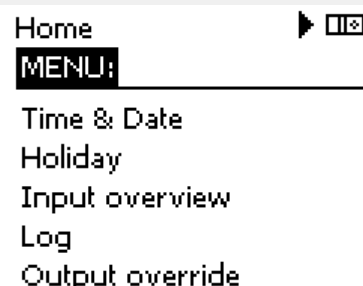 Home
MENU:
Time & Date
Holiday
Input overview
Log
Output override